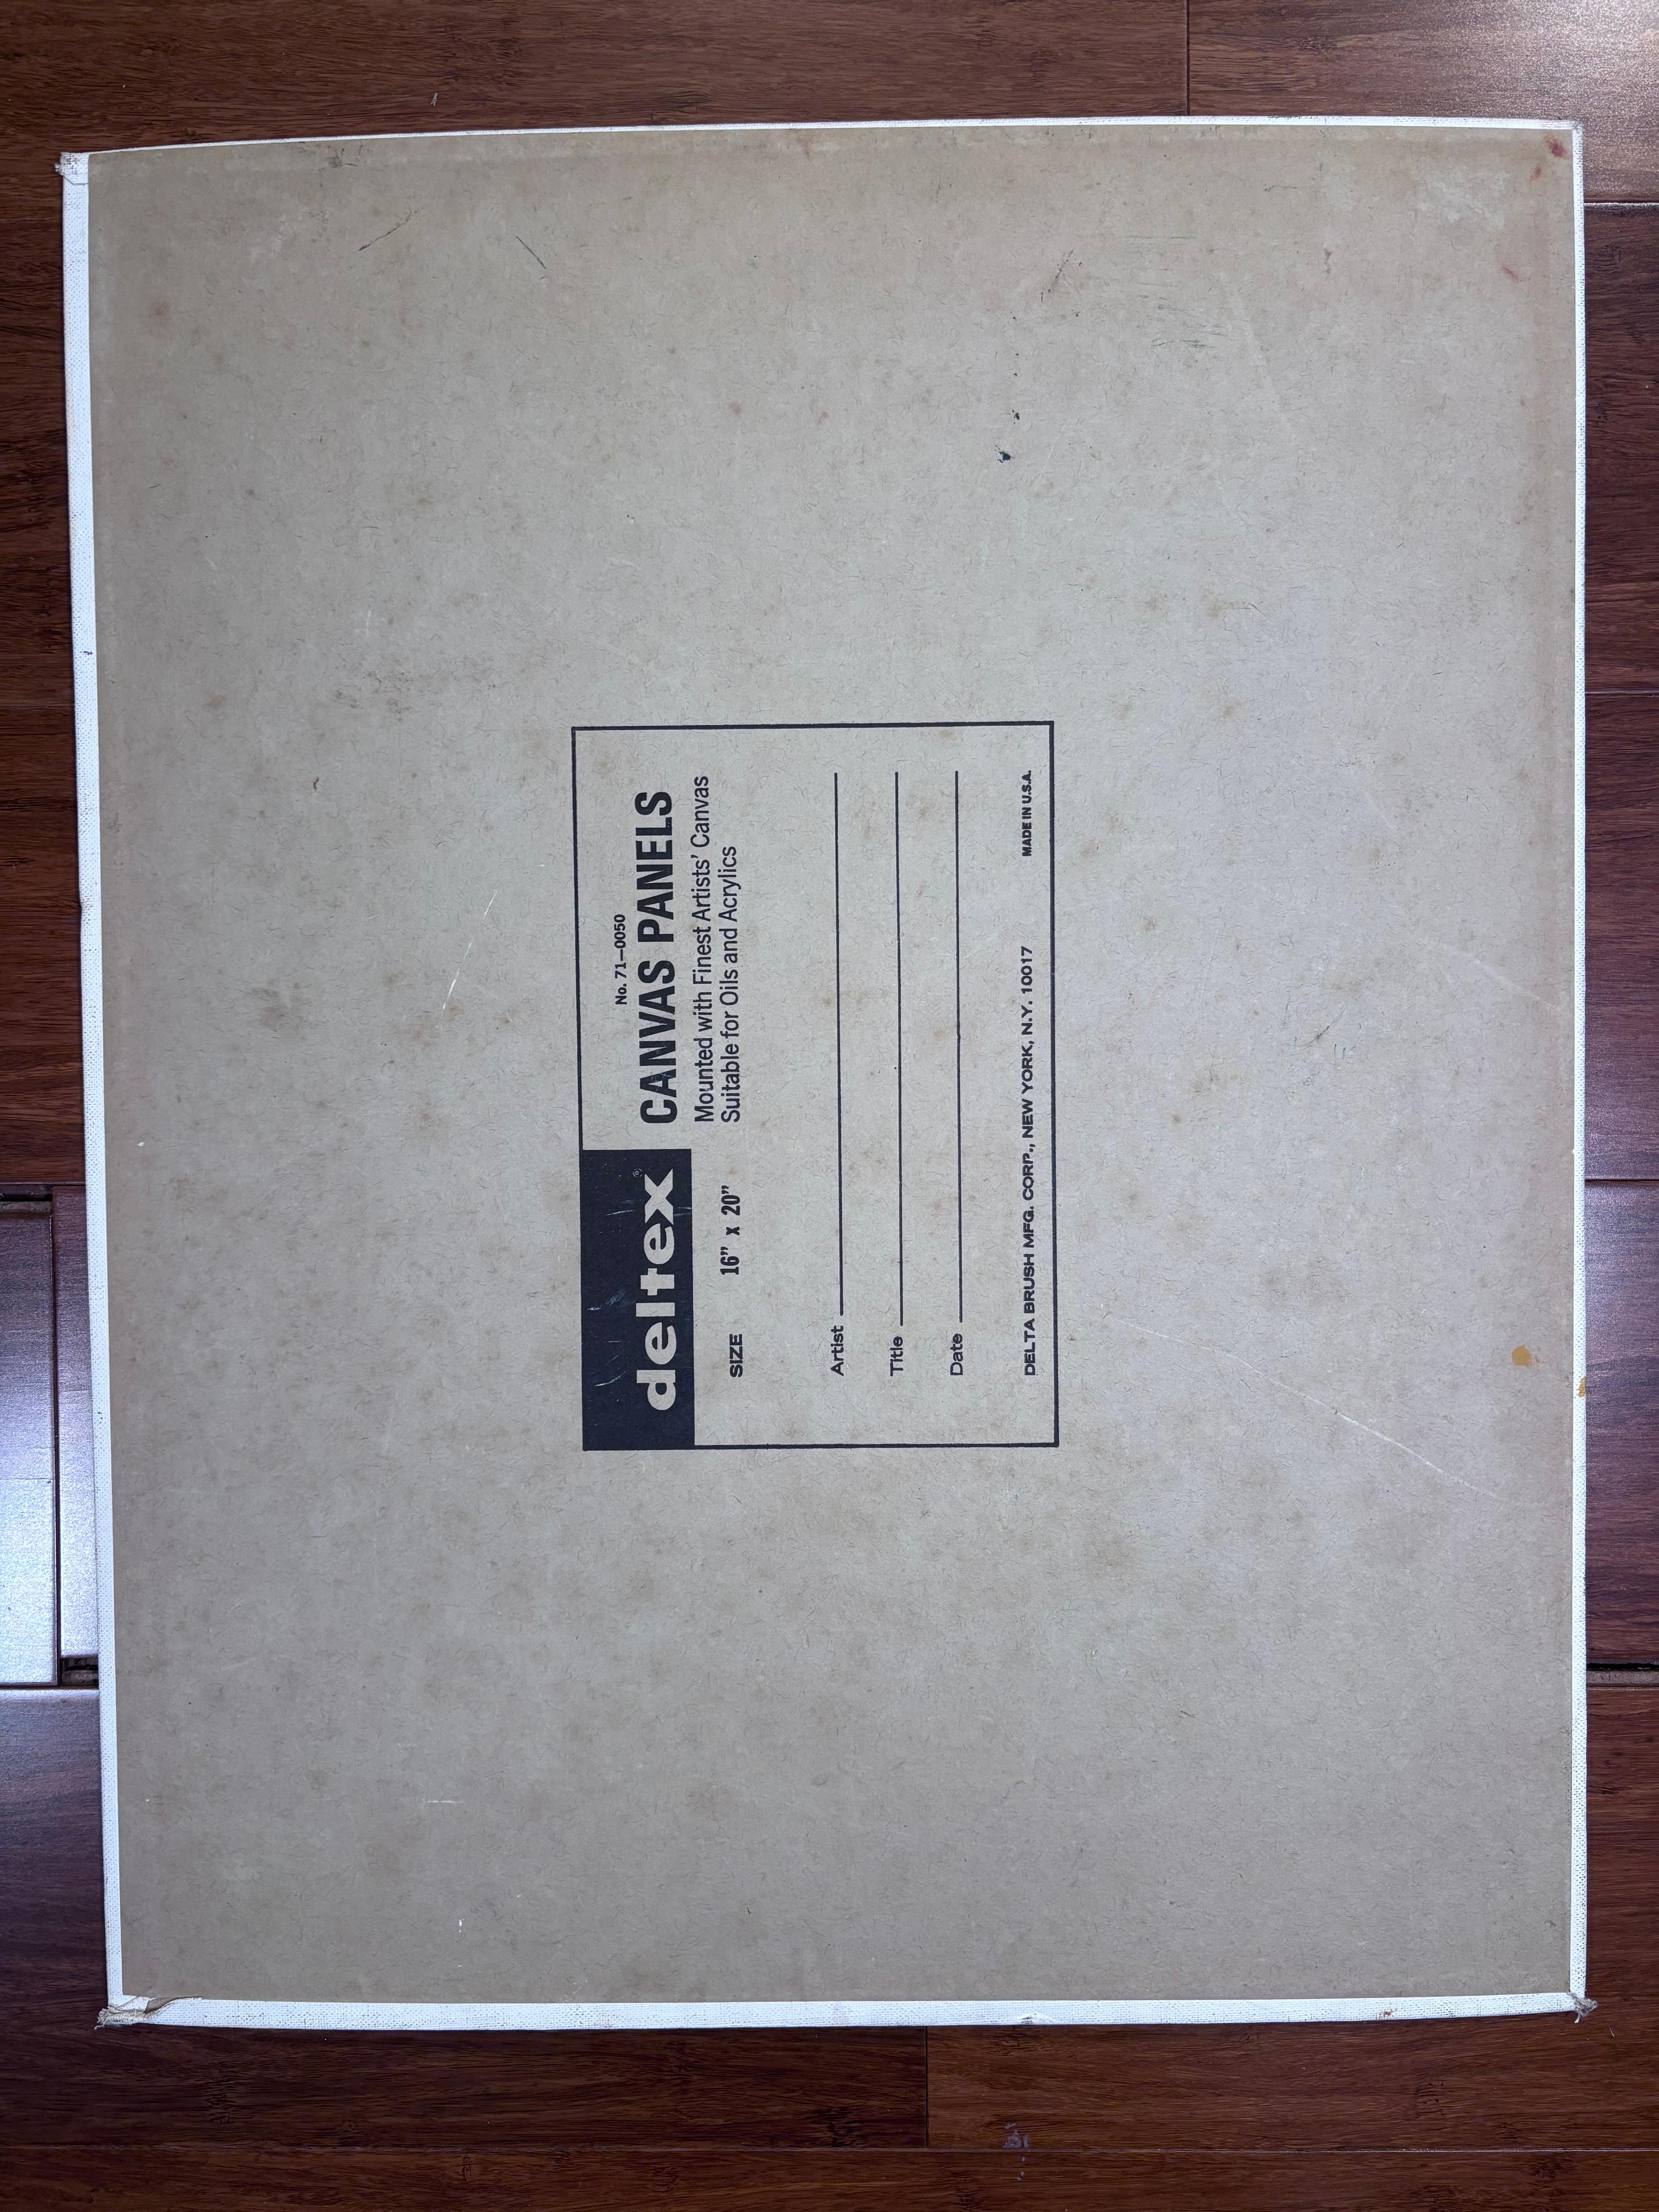 No. 71—0050
deltex® CANVAS PANELS
Mounted with Finest Artists' Canvas
Suitable for Oils and Acrylics
SIZE 16" x 20"
Artist
Title
Date
DELTA BRUSH MFG. CORP., NEW YORK, N.Y. 10017 MADE IN U.S.A.